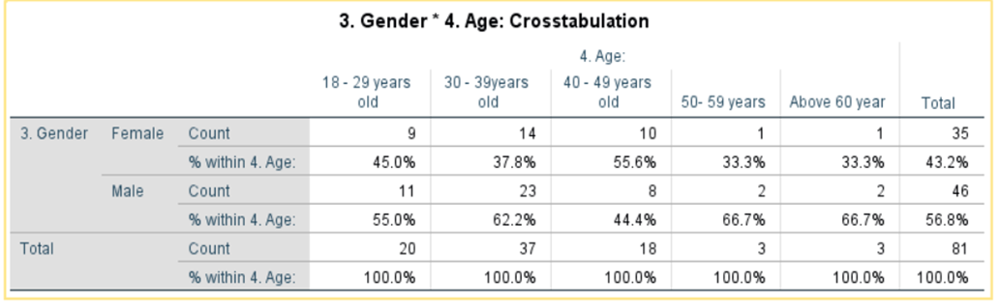 3. Gender * 4. Age: Crosstabulation
4. Age:
18 - 29 years old 30 - 39years old 40 - 49 years old 50- 59 years Above 60 year Total
3. Gender Female Count 9 14 10 1 1 35
% within 4. Age: 45.0% 37.8% 55.6% 33.3% 33.3% 43.2%
Male Count 11 23 8 2 2 46
% within 4. Age: 55.0% 62.2% 44.4% 66.7% 66.7% 56.8%
Total Count 20 37 18 3 3 81
% within 4. Age: 100.0% 100.0% 100.0% 100.0% 100.0% 100.0%